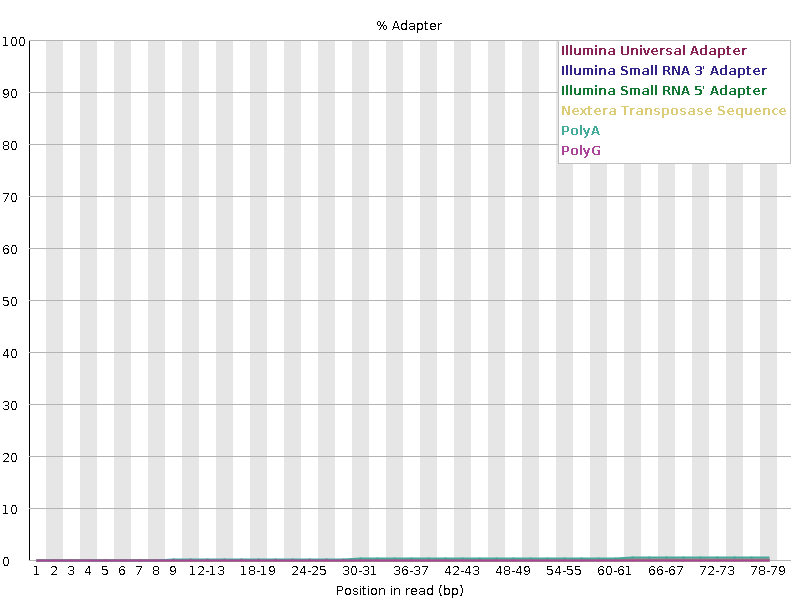 % Adapter
100
90
80
70
60
50
40
30
20
10
0
Illumina Universal Adapter
Illumina Small RNA 3' Adapter
Illumina Small RNA 5' Adapter
Nextera Transposase Sequence
PolyA
PolyG
1 2 3 4 5 6 7 8 9 12-13 18-19 24-25 30-31 36-37 42-43 48-49 54-55 60-61 66-67 72-73 78-79
Position in read (bp)